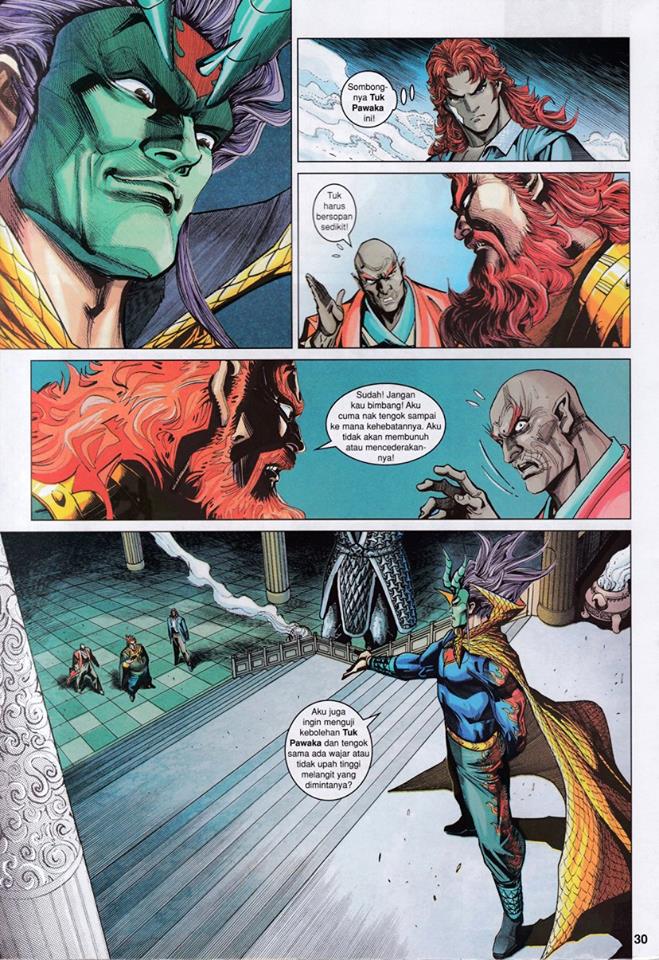 Sombong-
nya Tuk
Pawaka
ini!
Tuk
harus
bersopan
sedikit!
Sudah! Jangan
kau bimbang! Aku
cuma nak tengok sampai
ke mana kehebatannya. Aku
tidak akan membunuh
atau mencederakan-
nya!
Aku juga
ingin menguji
kebolehan Tuk
Pawaka dan tengok
sama ada wajar atau
tidak upah tinggi
melangit yang
dimintanya?
30